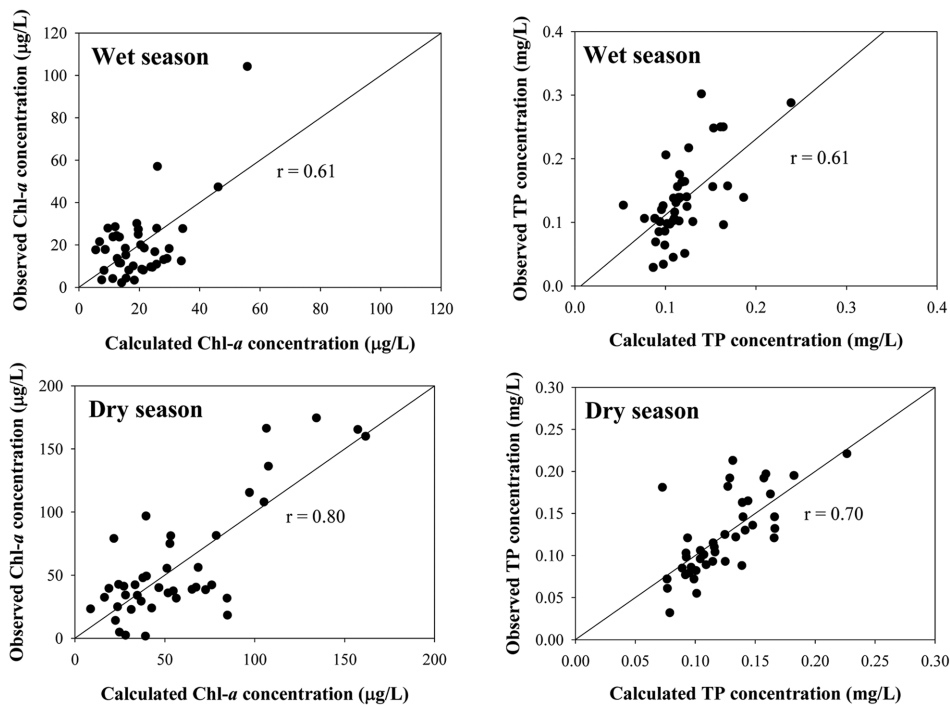 Wet season
Observed Chl-a concentration (μg/L)
120
100
80
60
40
20
0
r = 0.61
0 20 40 60 80 100 120
Calculated Chl-a concentration (μg/L)
Wet season
Observed TP concentration (mg/L)
0.4
0.3
0.2
0.1
0.0
r = 0.61
0.0 0.1 0.2 0.3 0.4
Calculated TP concentration (mg/L)
Dry season
Observed Chl-a concentration (μg/L)
200
150
100
50
0
r = 0.80
0 50 100 150 200
Calculated Chl-a concentration (μg/L)
Dry season
Observed TP concentration (mg/L)
0.30
0.25
0.20
0.15
0.10
0.05
0.00
r = 0.70
0.00 0.05 0.10 0.15 0.20 0.25 0.30
Calculated TP concentration (mg/L)